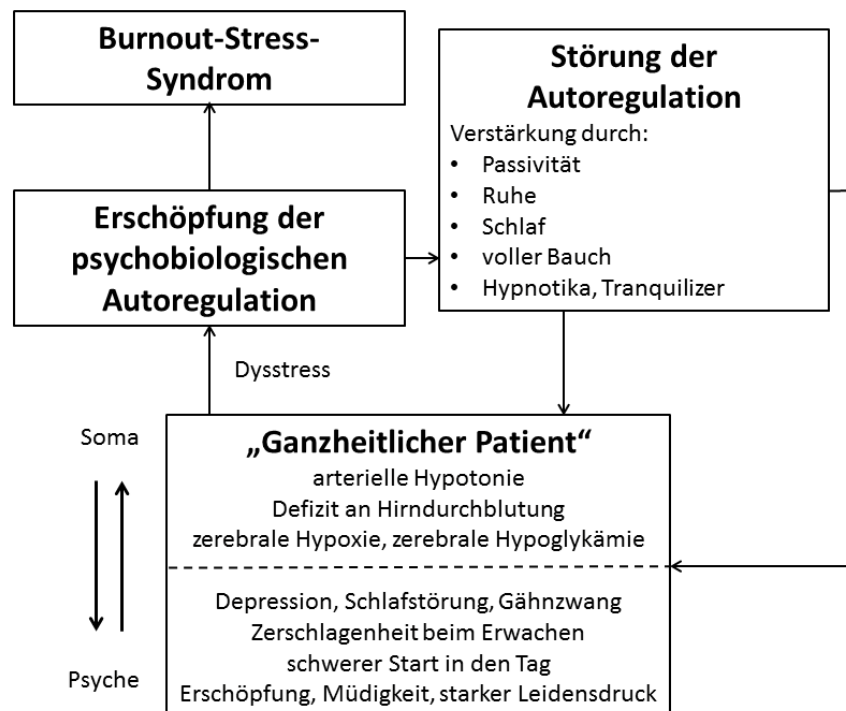 Burnout-Stress-
Syndrom
Störung der
Autoregulation
Verstärkung durch:
• Passivität
• Ruhe
• Schlaf
• voller Bauch
• Hypnotika, Tranquilizer
Erschöpfung der
psychobiologischen
Autoregulation
Dysstress
Soma
Psyche
„Ganzheitlicher Patient“
arterielle Hypotonie
Defizit an Hirndurchblutung
zerebrale Hypoxie, zerebrale Hypoglykämie
Depression, Schlafstörung, Gähnzwang
Zerschlagenheit beim Erwachen
schwerer Start in den Tag
Erschöpfung, Müdigkeit, starker Leidensdruck